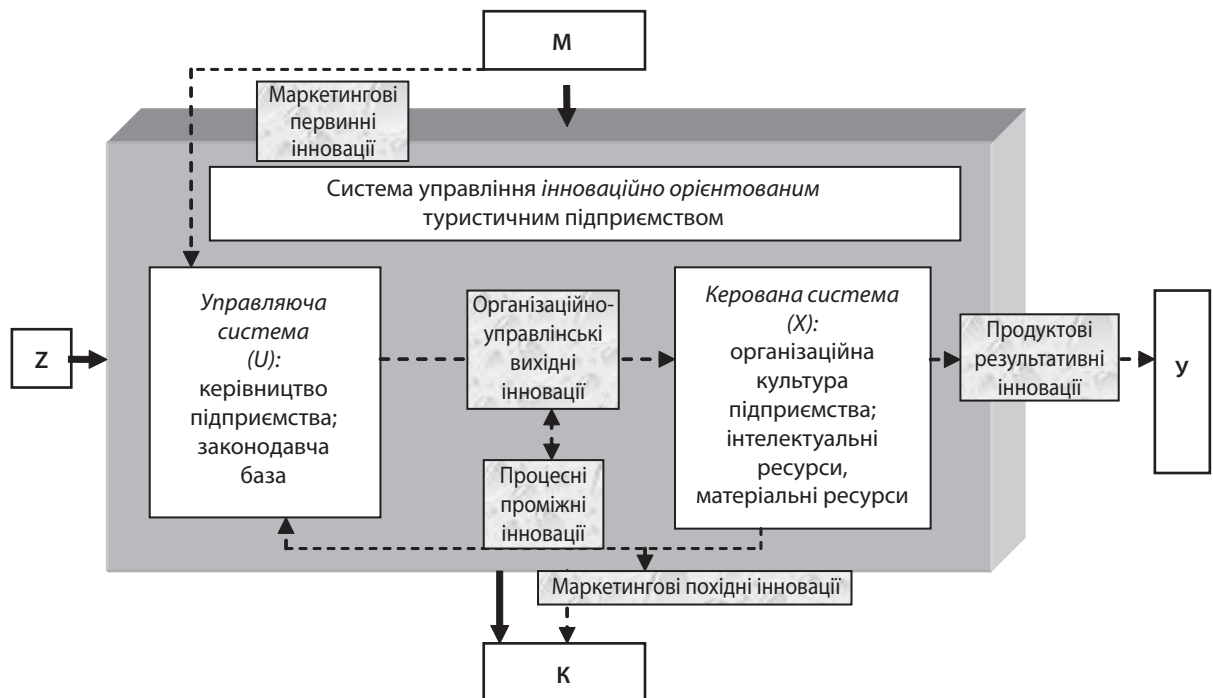 М
Маркетингові
первинні
інновації
Система управління інноваційно орієнтованим
туристичним підприємством
Z
Управляюча
система
(U):
керівництво
підприємства;
законодавча
база
Організаційно-
управлінські
вихідні
інновації
Процесні
проміжні
інновації
Керована система
(X):
організаційна
культура
підприємства;
інтелектуальні
ресурси,
матеріальні ресурси
Продуктові
результативні
інновації
У
Маркетингові похідні інновації
К